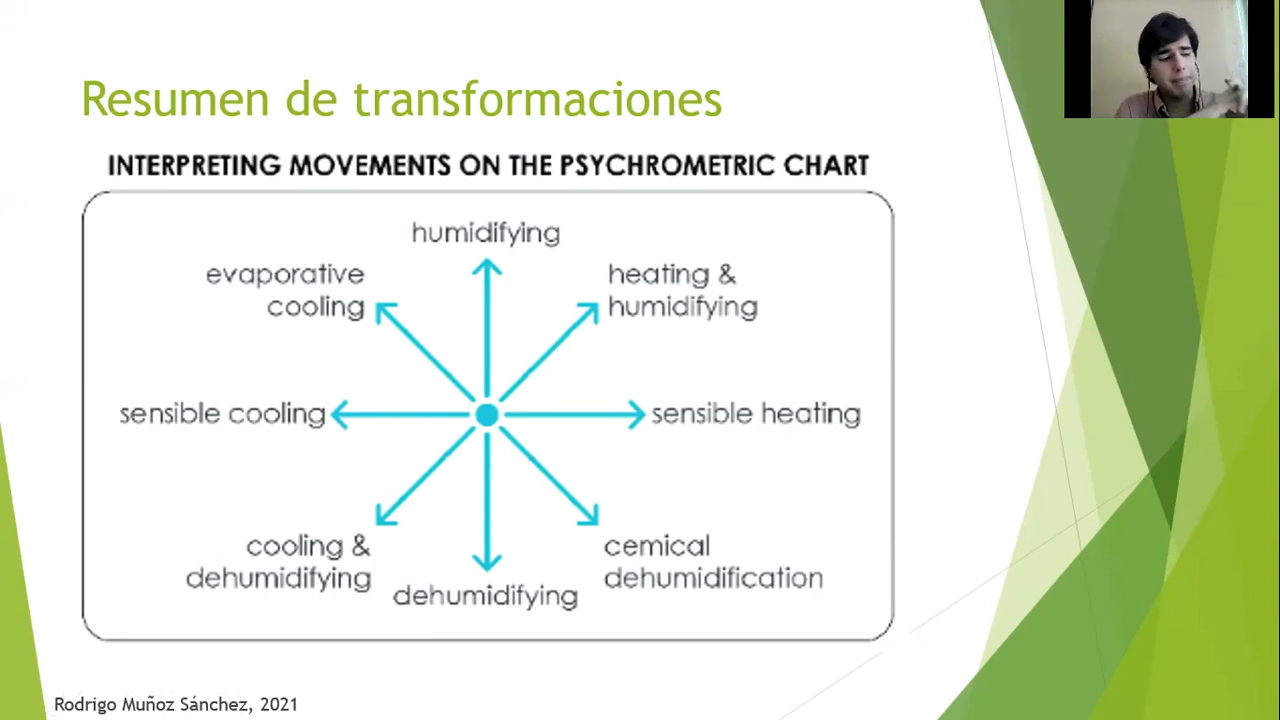 Resumen de transformaciones
INTERPRETING MOVEMENTS ON THE PSYCHROMETRIC CHART
humidifying
evaporative
cooling
heating &
humidifying
sensible cooling
sensible heating
cooling &
dehumidifying
dehumidifying
cemical
dehumidification
Rodrigo Muñoz Sánchez, 2021